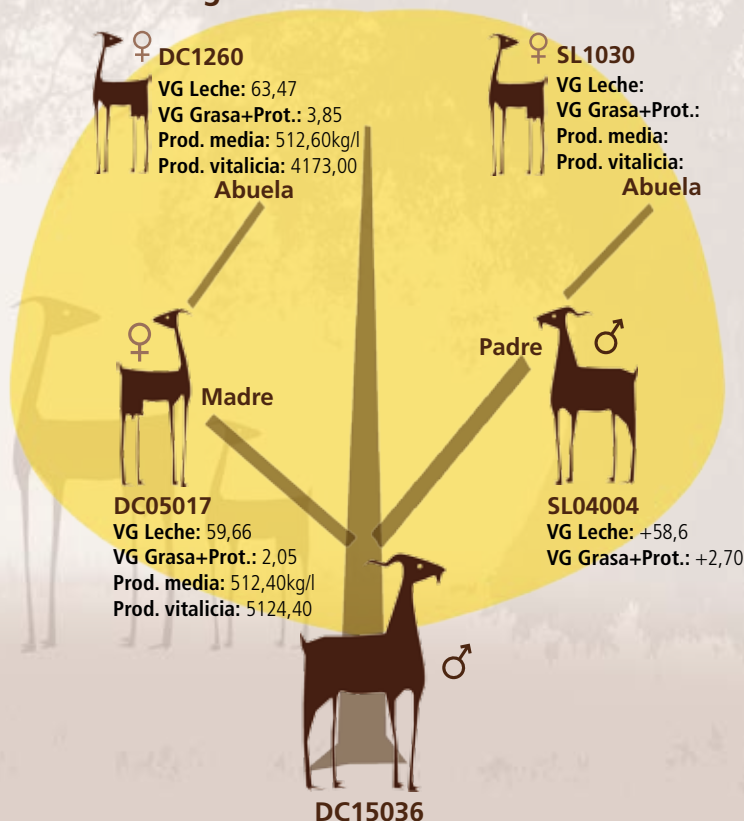 ♀ DC1260
VG Leche: 63,47
VG Grasa+Prot.: 3,85
Prod. media: 512,60kg/l
Prod. vitalicia: 4173,00
Abuela
♀ SL1030
VG Leche:
VG Grasa+Prot.:
Prod. media:
Prod. vitalicia:
Abuela
♀
Madre
DC05017
VG Leche: 59,66
VG Grasa+Prot.: 2,05
Prod. media: 512,40kg/l
Prod. vitalicia: 5124,40
Padre ♂
SL04004
VG Leche: +58,6
VG Grasa+Prot.: +2,70
♂
DC15036